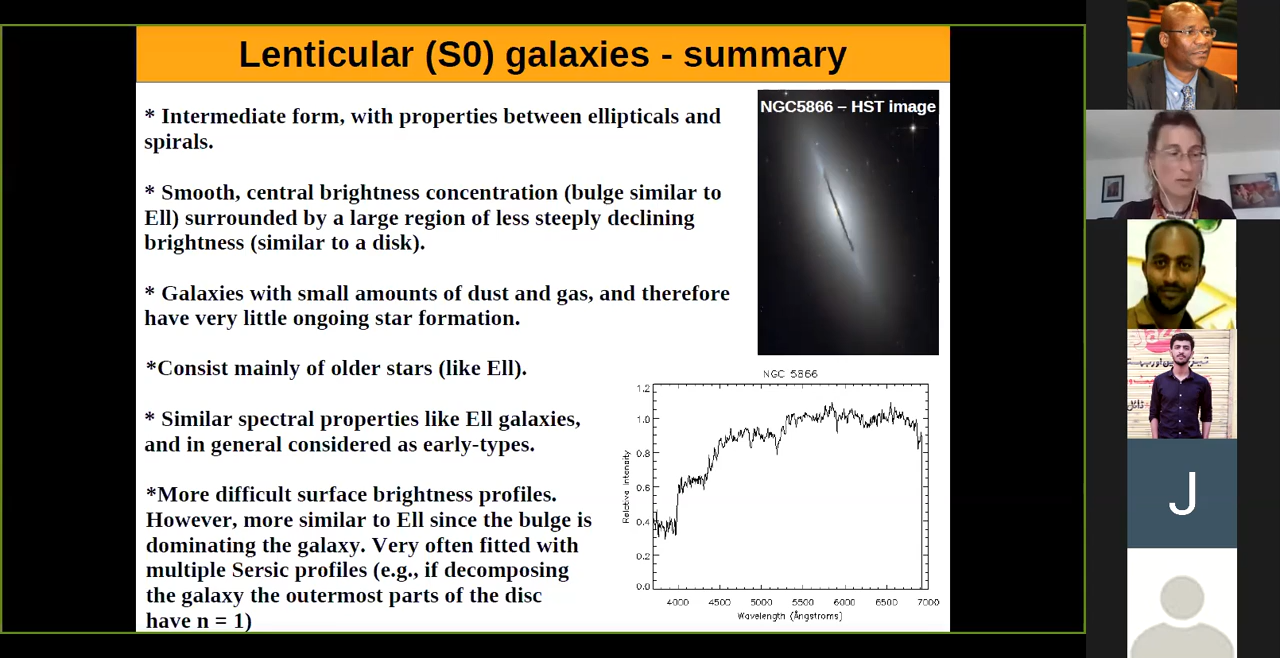 Lenticular (S0) galaxies - summary
* Intermediate form, with properties between ellipticals and
spirals.
* Smooth, central brightness concentration (bulge similar to
Ell) surrounded by a large region of less steeply declining
brightness (similar to a disk).
* Galaxies with small amounts of dust and gas, and therefore
have very little ongoing star formation.
*Consist mainly of older stars (like Ell).
* Similar spectral properties like Ell galaxies,
and in general considered as early-types.
*More difficult surface brightness profiles.
However, more similar to Ell since the bulge is
dominating the galaxy. Very often fitted with
multiple Sersic profiles (e.g., if decomposing
the galaxy the outermost parts of the disc
have n = 1)
NGC5866 – HST image
NGC 5866
1.2
1.0
0.8
0.6
0.4
0.2
0.0
Relative Intensity
4000 4500 5000 5500 6000 6500 7000
Wavelength (Ångstroms)
J